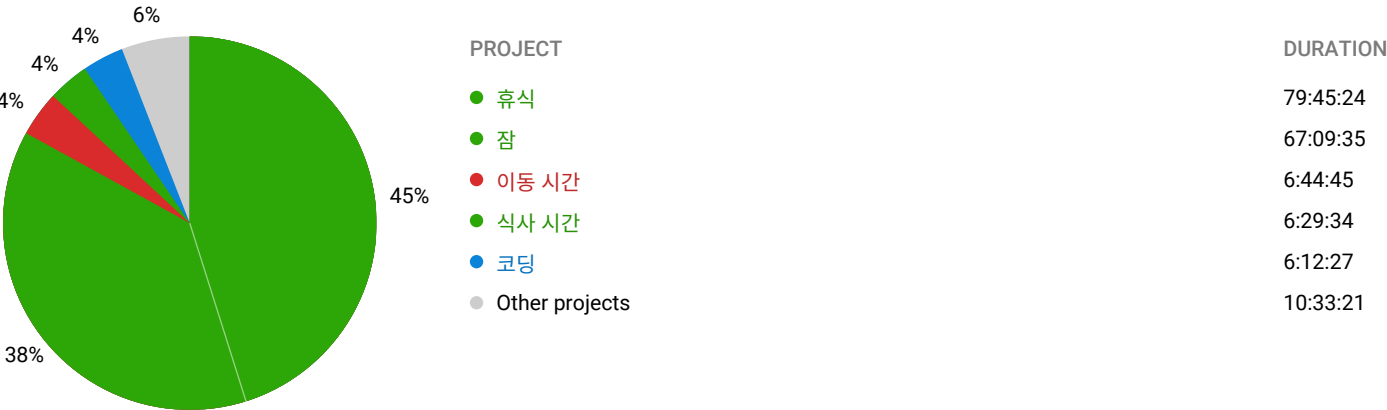 6%
4%
4%
4%
45%
38%
PROJECT DURATION
휴식 79:45:24
잠 67:09:35
이동 시간 6:44:45
식사 시간 6:29:34
코딩 6:12:27
Other projects 10:33:21